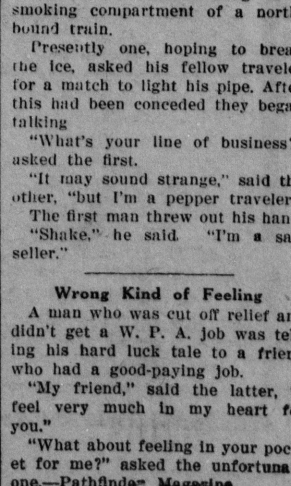 smoking compartment of a nort
bound train.
Presently one, hoping to brea
the ice, asked his fellow travel
for a match to light his pipe. Aft
this had been conceded they bega
talking
"What's your line of business"
asked the first.
"It may sound strange," said t
other, "but I'm a pepper traveler
The first man threw out his han
"Shake," he said. "I'm a sa
seller."
Wrong Kind of Feeling
A man who was cut off relief a
didn't get a W. P. A. job was te
ing his hard luck tale to a frie
who had a good-paying job.
"My friend," said the latter,
feel very much in my heart f
you."
"What about feeling in your poc
et for me?" asked the unfortuna
one.—Pathfinder Magazine